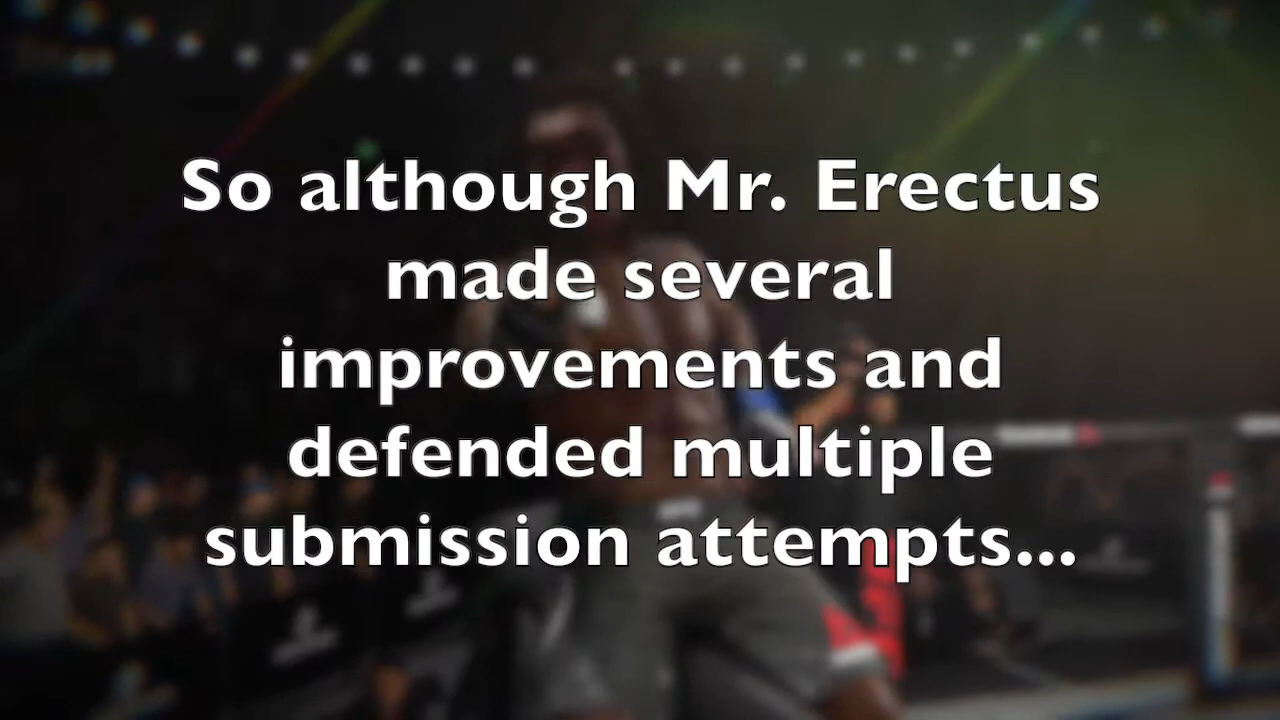 So although Mr. Erectus
made several
improvements and
defended multiple
submission attempts...